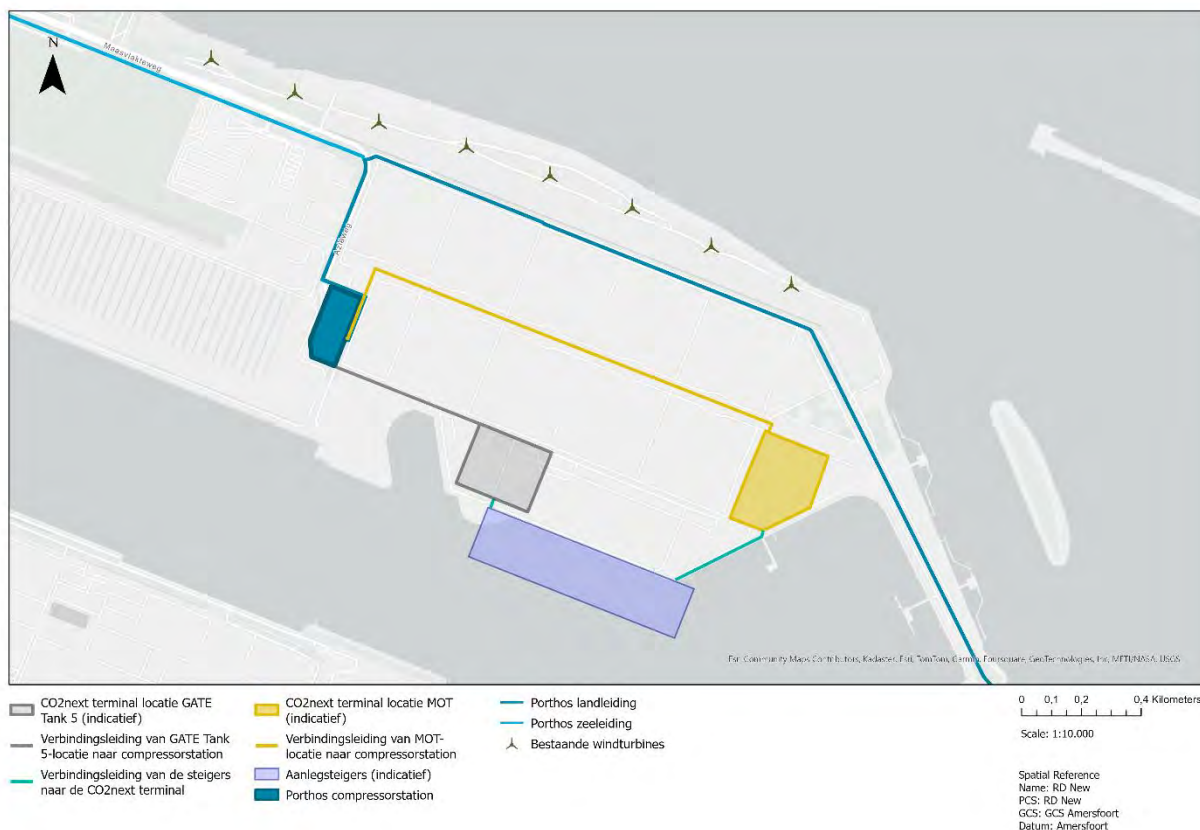 N
Maasvlakteweg
Azieweg
Esri Community Maps Contributors, Kadaster, Esri, TomTom, Garmin, Foursquare, GeoTechnologies, Inc, METI/NASA, USGS
CO2next terminal locatie GATE
Tank 5 (indicatief)
Verbindingsleiding van GATE Tank
5-locatie naar compressorstation
Verbindingsleiding van de steigers
naar de CO2next terminal
CO2next terminal locatie MOT
(indicatief)
Verbindingsleiding van MOT-
locatie naar compressorstation
Aanlegsteigers (indicatief)
Porthos compressorstation
Porthos landleiding
Porthos zeeleiding
Bestaande windturbines
0 0,1 0,2 0,4 Kilometers
Scale: 1:10.000
Spatial Reference
Name: RD New
PCS: RD New
GCS: GCS Amersfoort
Datum: Amersfoort